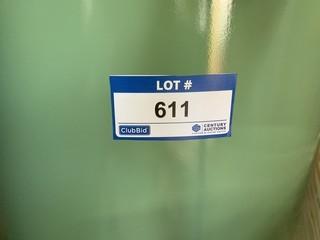 LOT #
611
ClubBid
CENTURY AUCTIONS